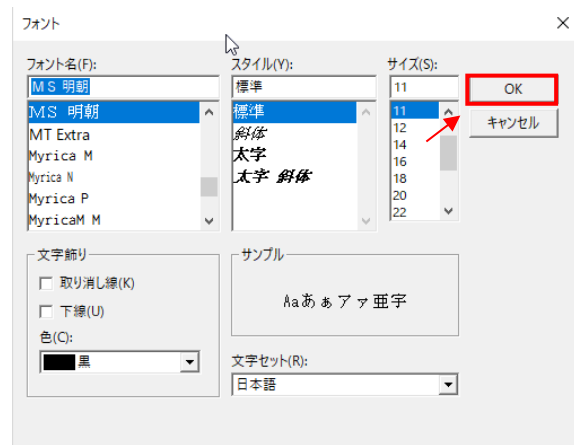 フォント
フォント名(F):
MS 明朝
MS 明朝
MT Extra
Myrica M
Myrica N
Myrica P
MyricaM M
スタイル(Y):
標準
標準
斜体
太字
太字 斜体
サイズ(S):
11
11
12
14
16
18
20
22
OK
キャンセル
文字飾り
取り消し線(K)
下線(U)
色(C):
黒
サンプル
Aaあぁアァ亜宇
文字セット(R):
日本語